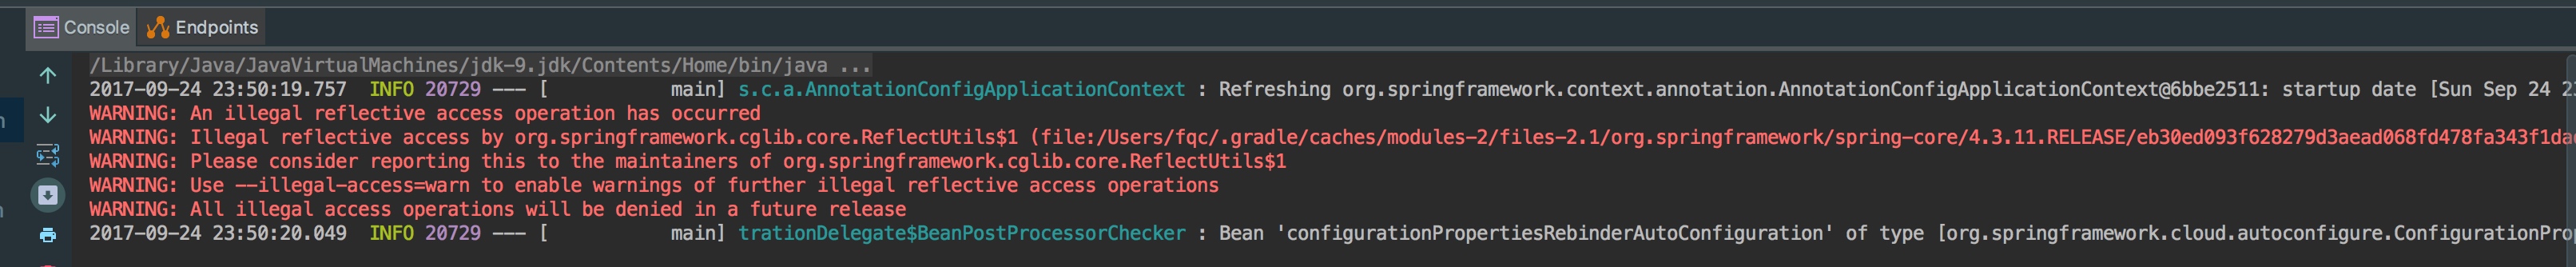 Console Endpoints
/Library/Java/JavaVirtualMachines/jdk-9.jdk/Contents/Home/bin/java ...
2017-09-24 23:50:19.757  INFO 20729 --- [           main] s.c.a.AnnotationConfigApplicationContext : Refreshing org.springframework.context.annotation.AnnotationConfigApplicationContext@6bbe2511: startup date [Sun Sep 24
WARNING: An illegal reflective access operation has occurred
WARNING: Illegal reflective access by org.springframework.cglib.core.ReflectUtils$1 (file:/Users/fqc/.gradle/caches/modules-2/files-2.1/org.springframework/spring-core/4.3.11.RELEASE/eb30ed093f628279d3aead068fd478fa343f1da
WARNING: Please consider reporting this to the maintainers of org.springframework.cglib.core.ReflectUtils$1
WARNING: Use --illegal-access=warn to enable warnings of further illegal reflective access operations
WARNING: All illegal access operations will be denied in a future release
2017-09-24 23:50:20.049  INFO 20729 --- [           main] trationDelegate$BeanPostProcessorChecker : Bean 'configurationPropertiesRebinderAutoConfiguration' of type [org.springframework.cloud.autoconfigure.ConfigurationPro